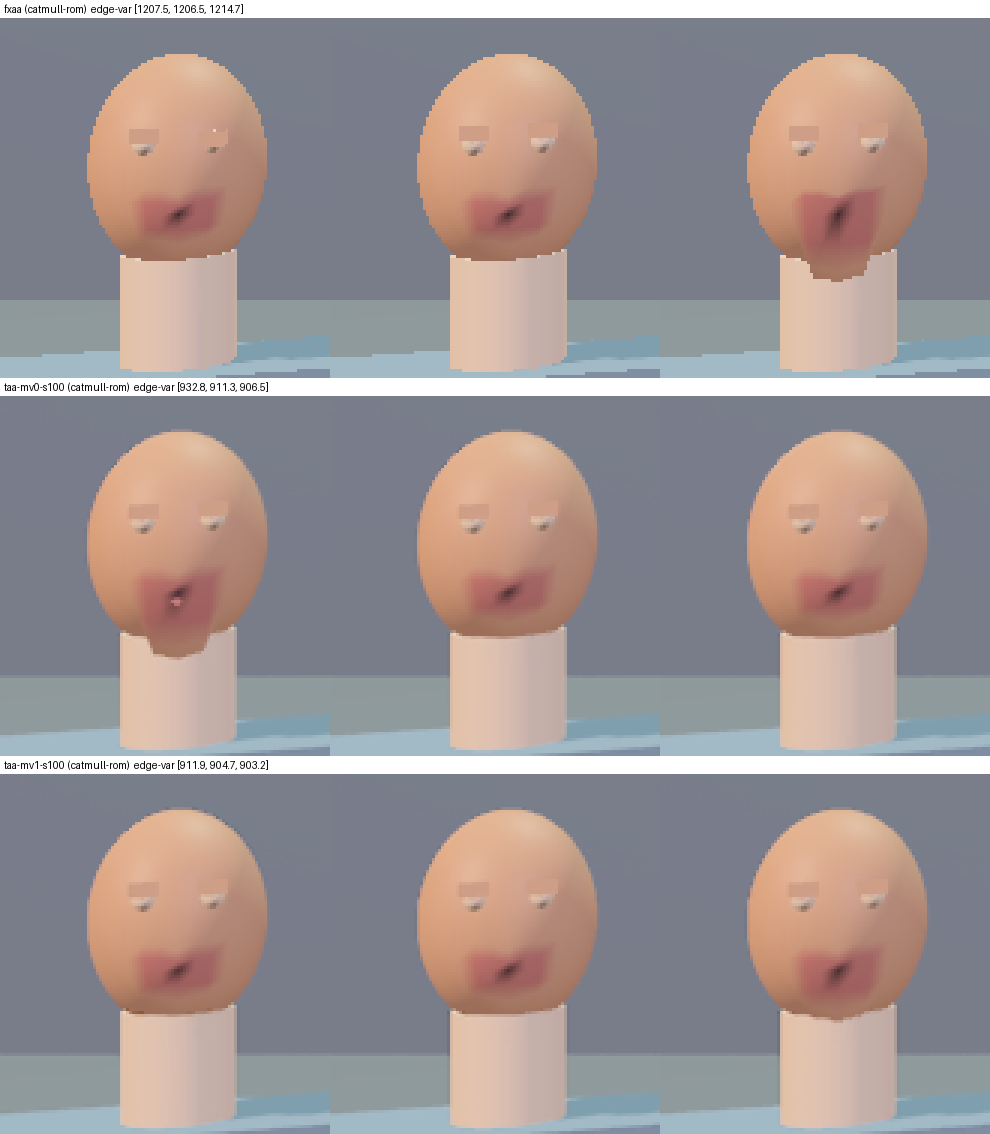 fxaa (catmull-rom) edge-var [1207.5, 1206.5, 1214.7]
taa-mv0-s100 (catmull-rom) edge-var [932.8, 911.3, 906.5]
taa-mv1-s100 (catmull-rom) edge-var [911.9, 904.7, 903.2]